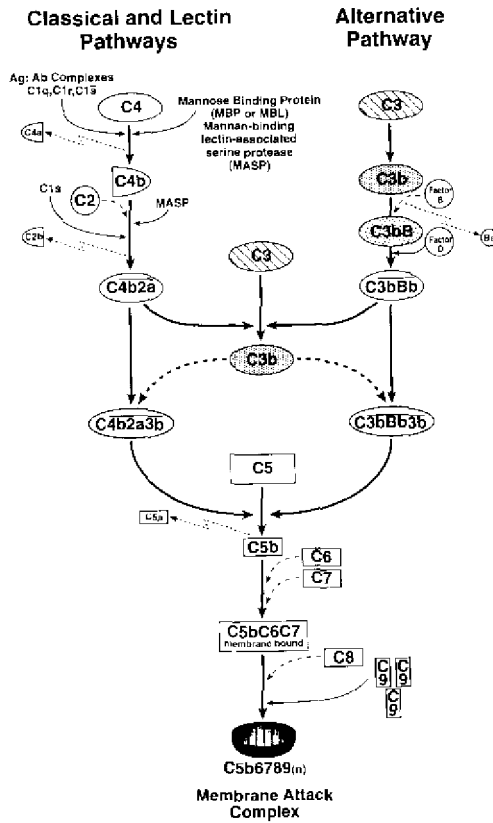 Classical and Lectin
Pathways
Alternative
Pathway
Ag: Ab Complexes
C1q,C1r,C1s
C4
Mannose Binding Protein
(MBP or MBL)
Mannan-binding
lectin-associated
serine protease
(MASP)
C3
C4a
C4b
C3b
Factor
B
C1s
C2
MASP
C3bB
Factor
D
C2b
C3
C4b2a
C3bBb
C3b
C4b2a3b
C3bBb3b
C5
C5a
C5b
C6
C7
C5bC6C7
membrane bound
C8
C
9
C
9
C
9
C5b6789(n)
Membrane Attack
Complex